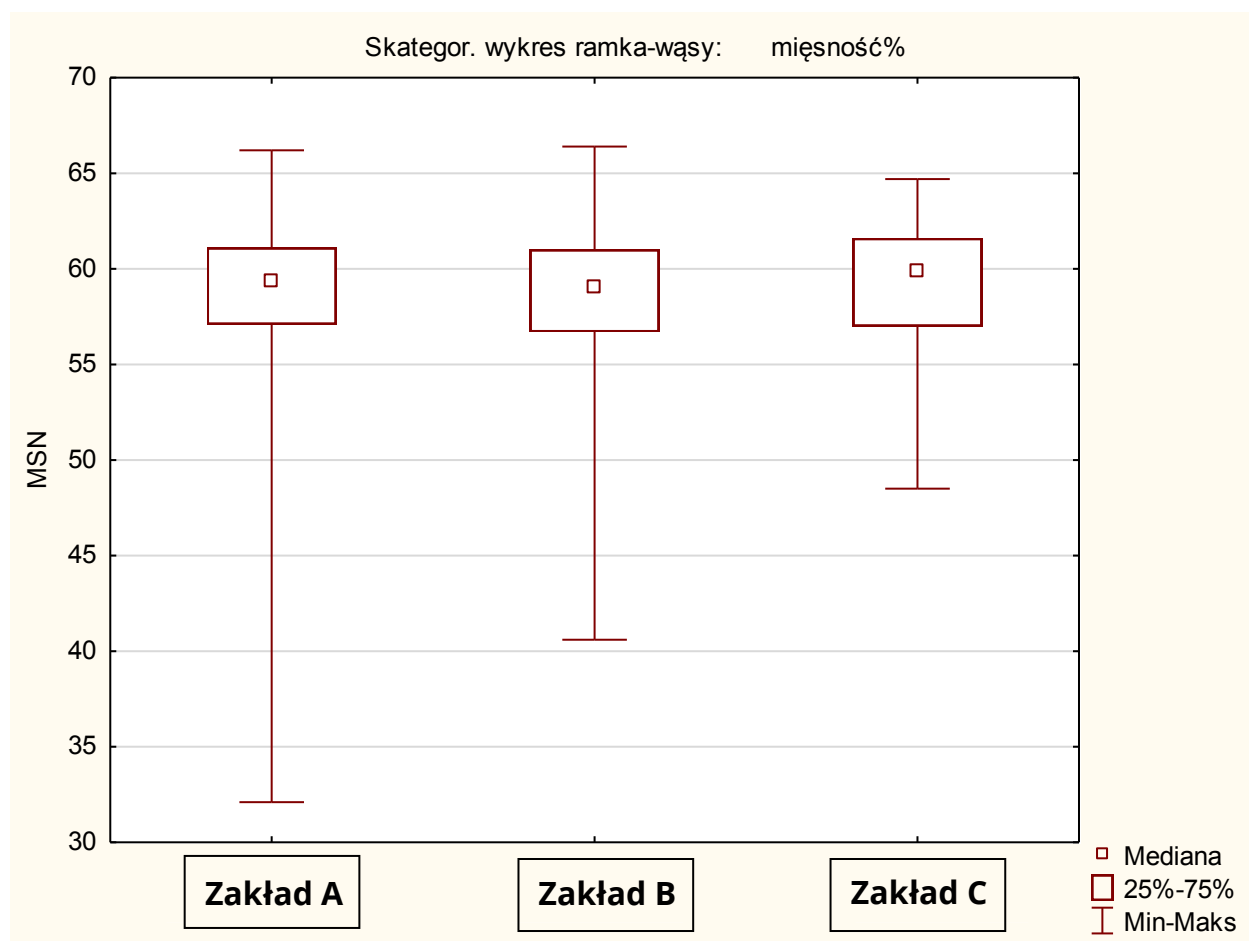 Skategor. wykres ramka-wąsy: mięsność%
70
65
60
55
50
45
40
35
30
MSN
Zakład A
Zakład B
Zakład C
Mediana
25%-75%
Min-Maks